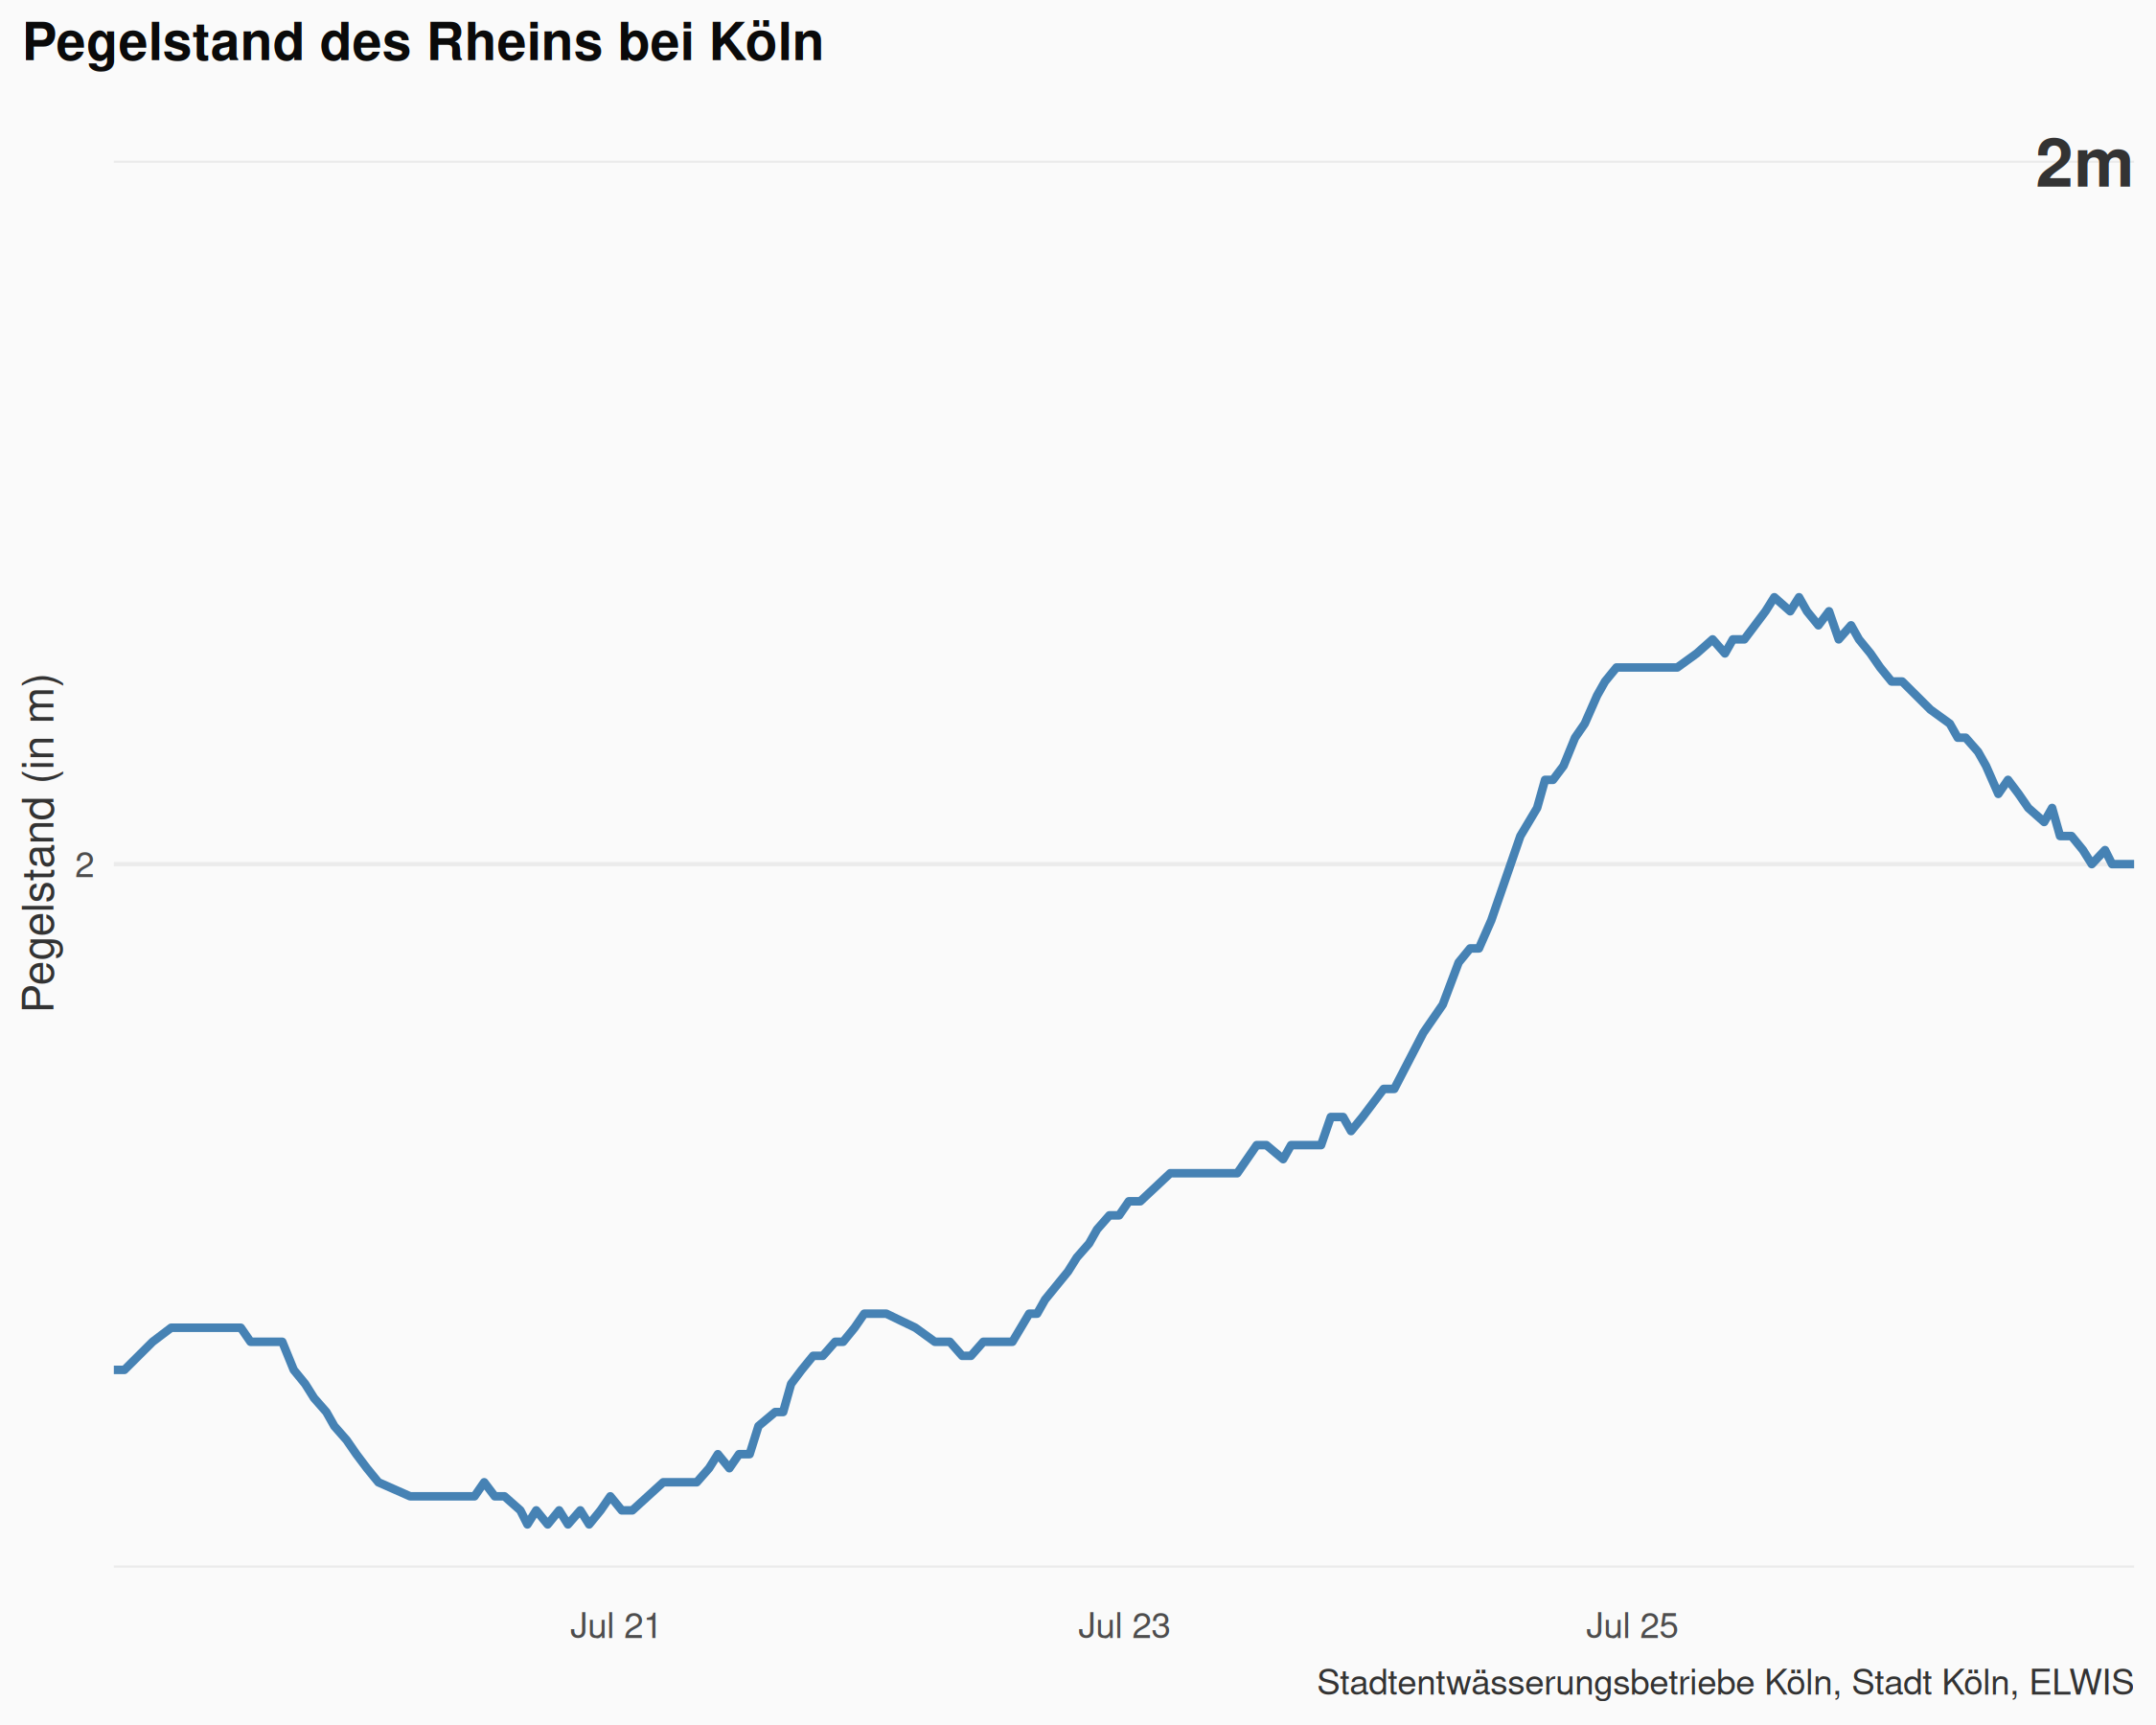 Pegelstand des Rheins bei Köln
2m
Pegelstand (in m)
2
Jul 21
Jul 23
Jul 25
Stadtentwässerungsbetriebe Köln, Stadt Köln, ELWIS